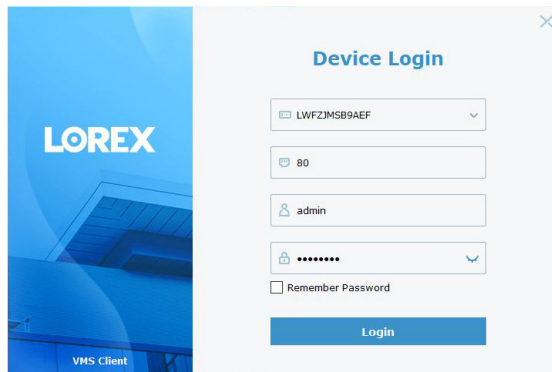 Device Login
LOREX
LWFZJMSB9AEF
80
admin
••••••••
Remember Password
Login
VMS Client